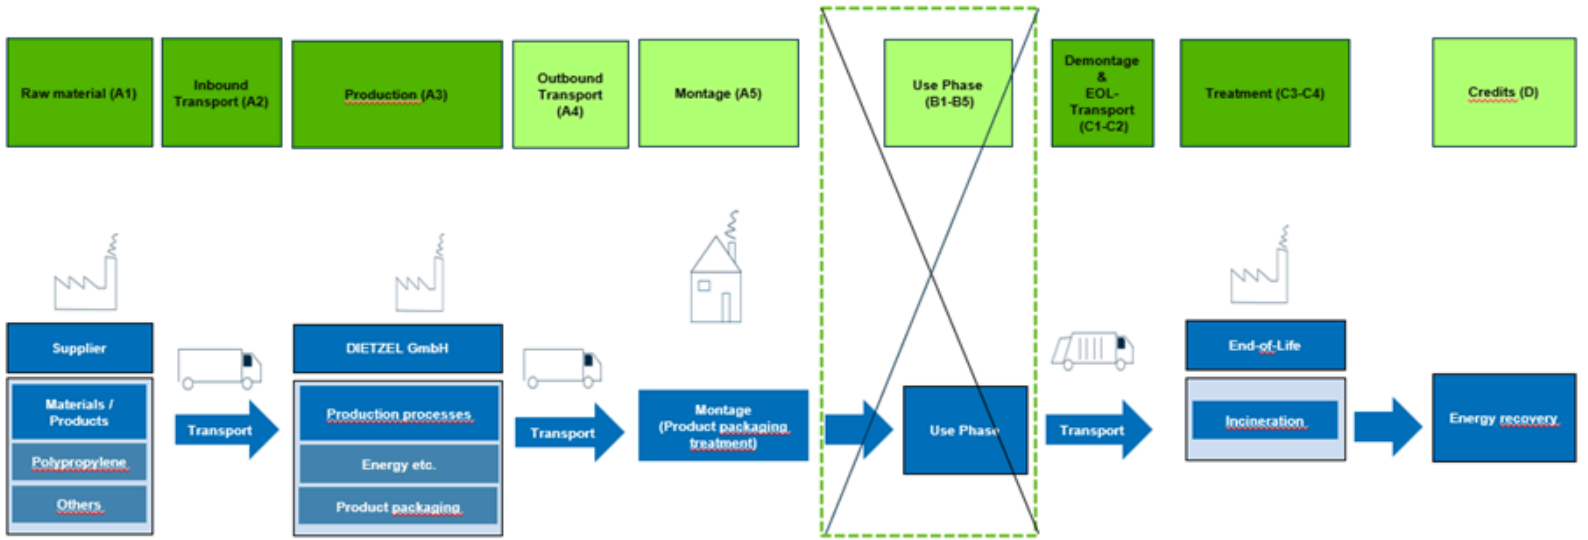 Raw material (A1)
Inbound
Transport (A2)
Production (A3)
Outbound
Transport
(A4)
Montage (A5)
Use Phase
(B1-B5)
Demontage
&
EOL-
Transport
(C1-C2)
Treatment (C3-C4)
Credits (D)
Supplier
Materials /
Products
Polypropylene
Others
Transport
DIETZEL GmbH
Production processes
Energy etc.
Product packaging
Transport
Montage
(Product packaging
treatment)
Use Phase
Transport
End-of-Life
Incineration
Energy recovery